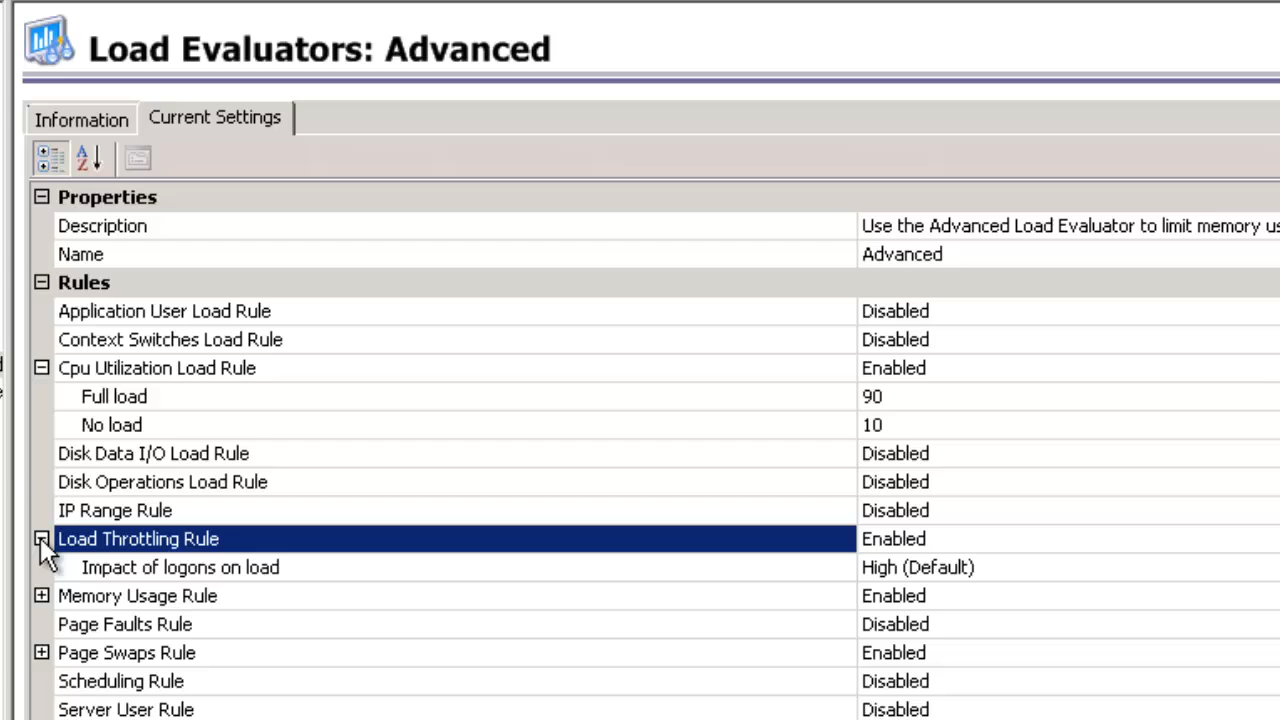 Load Evaluators: Advanced
Information Current Settings
Properties
Description Use the Advanced Load Evaluator to limit memory
Name Advanced
Rules
Application User Load Rule Disabled
Context Switches Load Rule Disabled
Cpu Utilization Load Rule Enabled
Full load 90
No load 10
Disk Data I/O Load Rule Disabled
Disk Operations Load Rule Disabled
IP Range Rule Disabled
Load Throttling Rule Enabled
Impact of logons on load High (Default)
Memory Usage Rule Enabled
Page Faults Rule Disabled
Page Swaps Rule Enabled
Scheduling Rule Disabled
Server User Rule Disabled